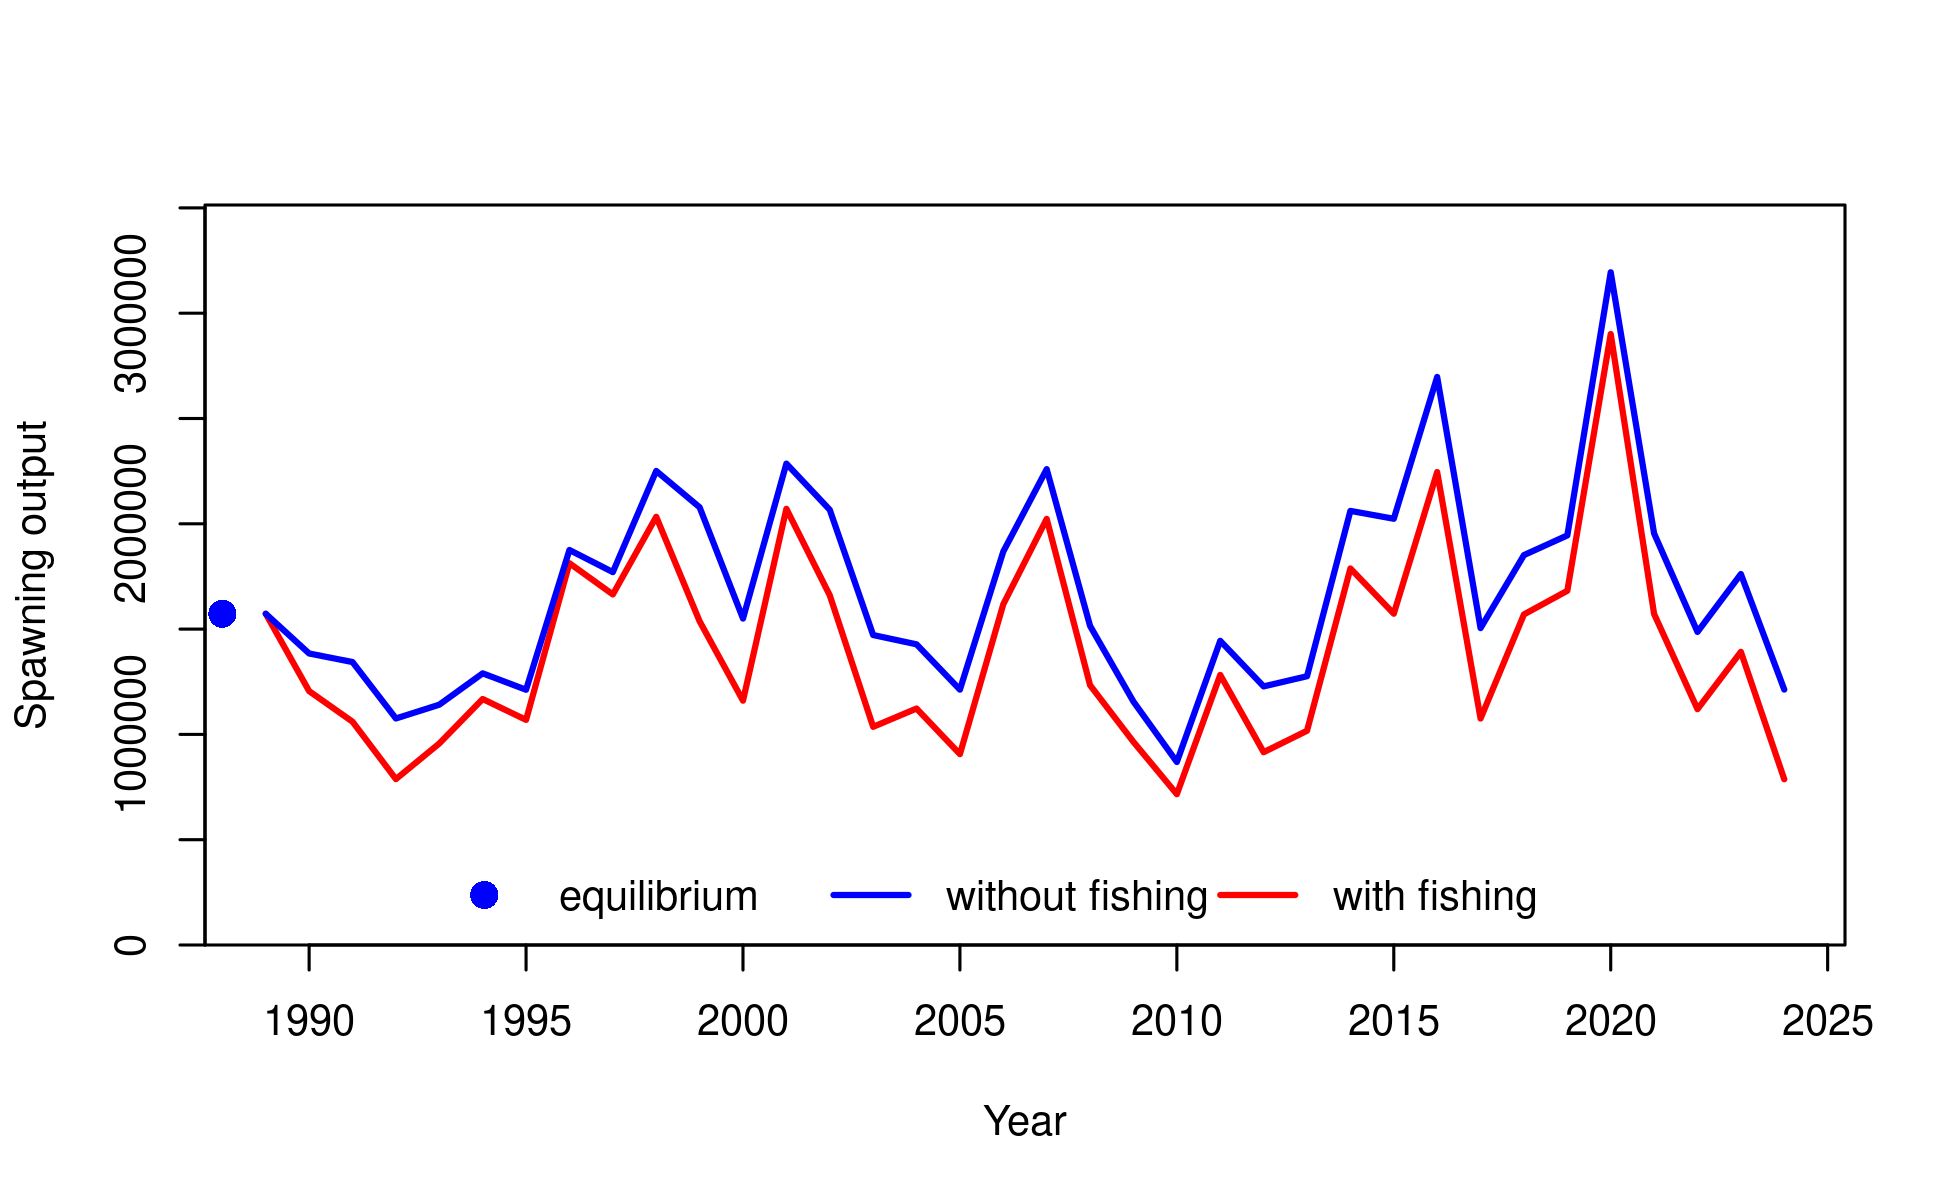 Spawning output
3000000
2000000
1000000
0
equilibrium without fishing with fishing
1990 1995 2000 2005 2010 2015 2020 2025
Year